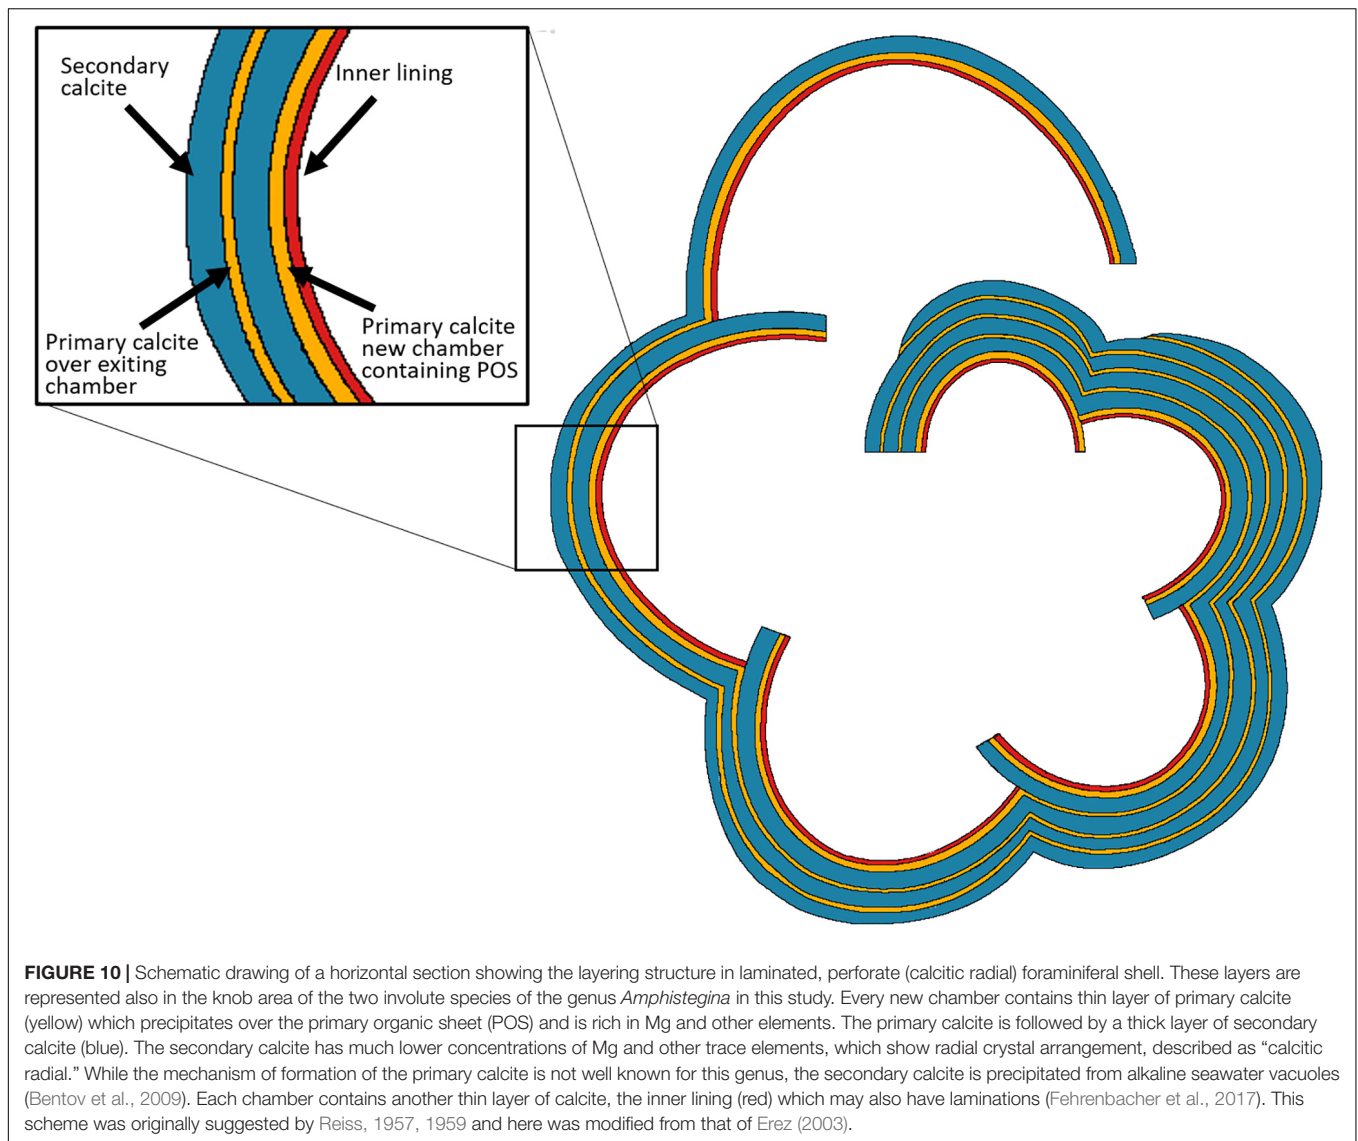 Secondary
calcite
Inner lining
Primary calcite
over exiting
chamber
Primary calcite
new chamber
containing POS
FIGURE 10 | Schematic drawing of a horizontal section showing the layering structure in laminated, perforate (calcitic radial) foraminiferal shell. These layers are
represented also in the knob area of the two involute species of the genus Amphistegina in this study. Every new chamber contains thin layer of primary calcite
(yellow) which precipitates over the primary organic sheet (POS) and is rich in Mg and other elements. The primary calcite is followed by a thick layer of secondary
calcite (blue). The secondary calcite has much lower concentrations of Mg and other trace elements, which show radial crystal arrangement, described as “calcitic
radial.” While the mechanism of formation of the primary calcite is not well known for this genus, the secondary calcite is precipitated from alkaline seawater vacuoles
(Bentov et al., 2009). Each chamber contains another thin layer of calcite, the inner lining (red) which may also have laminations (Fehrenbacher et al., 2017). This
scheme was originally suggested by Reiss, 1957, 1959 and here was modified from that of Erez (2003).